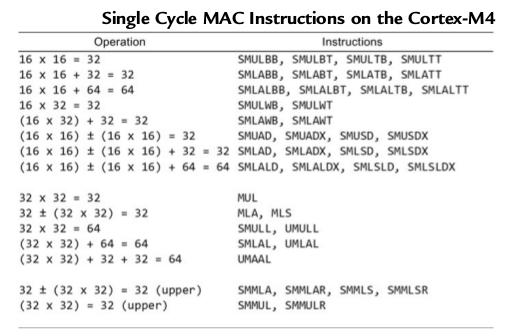 Single Cycle MAC Instructions on the Cortex-M4
Operation Instructions
16 x 16 = 32 SMULBB, SMULBT, SMULTB, SMULTT
16 x 16 + 32 = 32 SMLABB, SMLABT, SMLATB, SMLATT
16 x 16 + 64 = 64 SMLALBB, SMLALBT, SMLALTB, SMLALTT
16 x 32 = 32 SMULWB, SMULWT
(16 x 32) + 32 = 32 SMLAWB, SMLAWT
(16 x 16) ± (16 x 16) = 32 SMUAD, SMUADX, SMUSD, SMUSDX
(16 x 16) ± (16 x 16) + 32 = 32 SMLAD, SMLADX, SMLSD, SMLSDX
(16 x 16) ± (16 x 16) + 64 = 64 SMLALD, SMLALDX, SMLSLD, SMLSLDX
32 x 32 = 32 MUL
32 ± (32 x 32) = 32 MLA, MLS
32 x 32 = 64 SMULL, UMULL
(32 x 32) + 64 = 64 SMLAL, UMLAL
(32 x 32) + 32 + 32 = 64 UMAAL
32 ± (32 x 32) = 32 (upper) SMMLA, SMMLAR, SMMLS, SMMLSR
(32 x 32) = 32 (upper) SMMUL, SMMULR